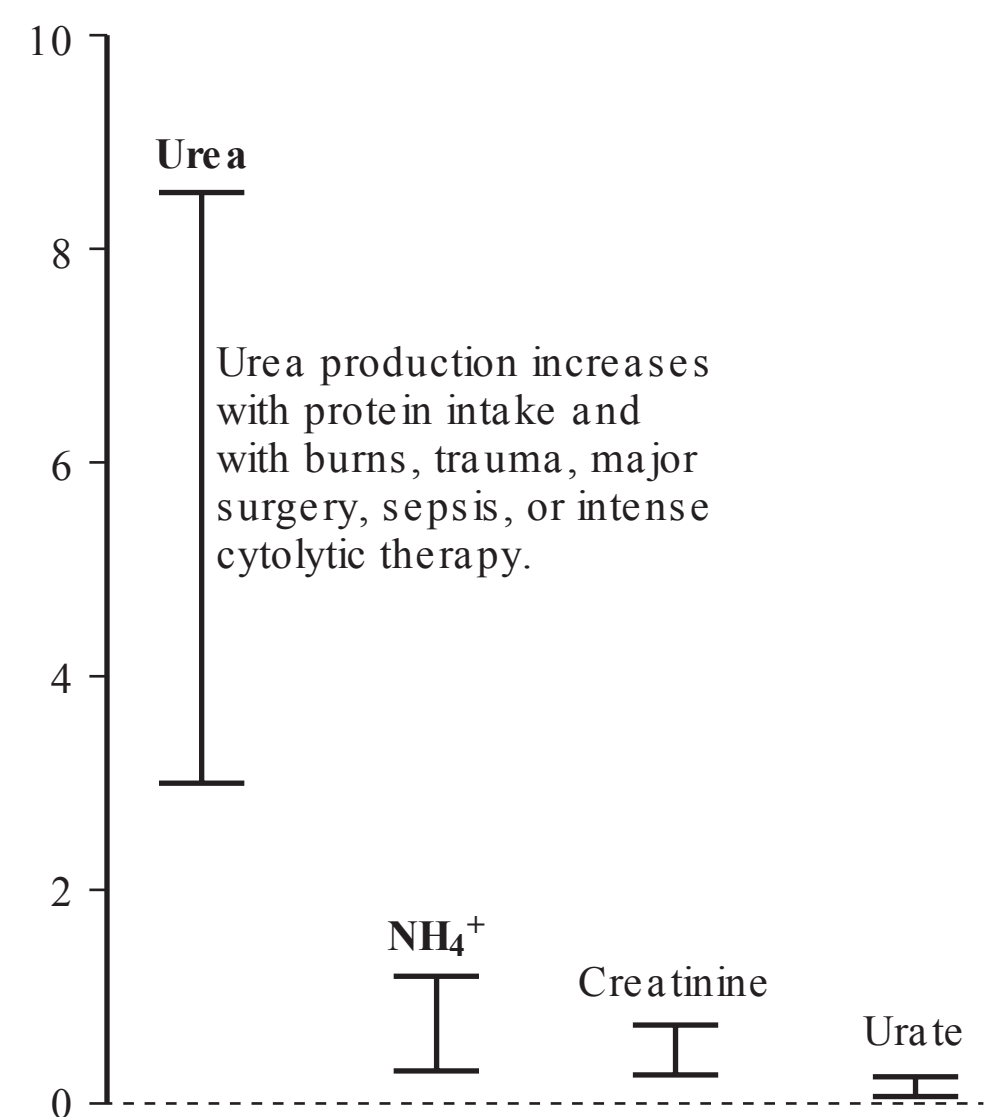 10
Urea
8
Urea production increases
with protein intake and
with burns, trauma, major
surgery, sepsis, or intense
cytolytic therapy.
6
4
2
NH₄⁺
Creatinine
Urate
0